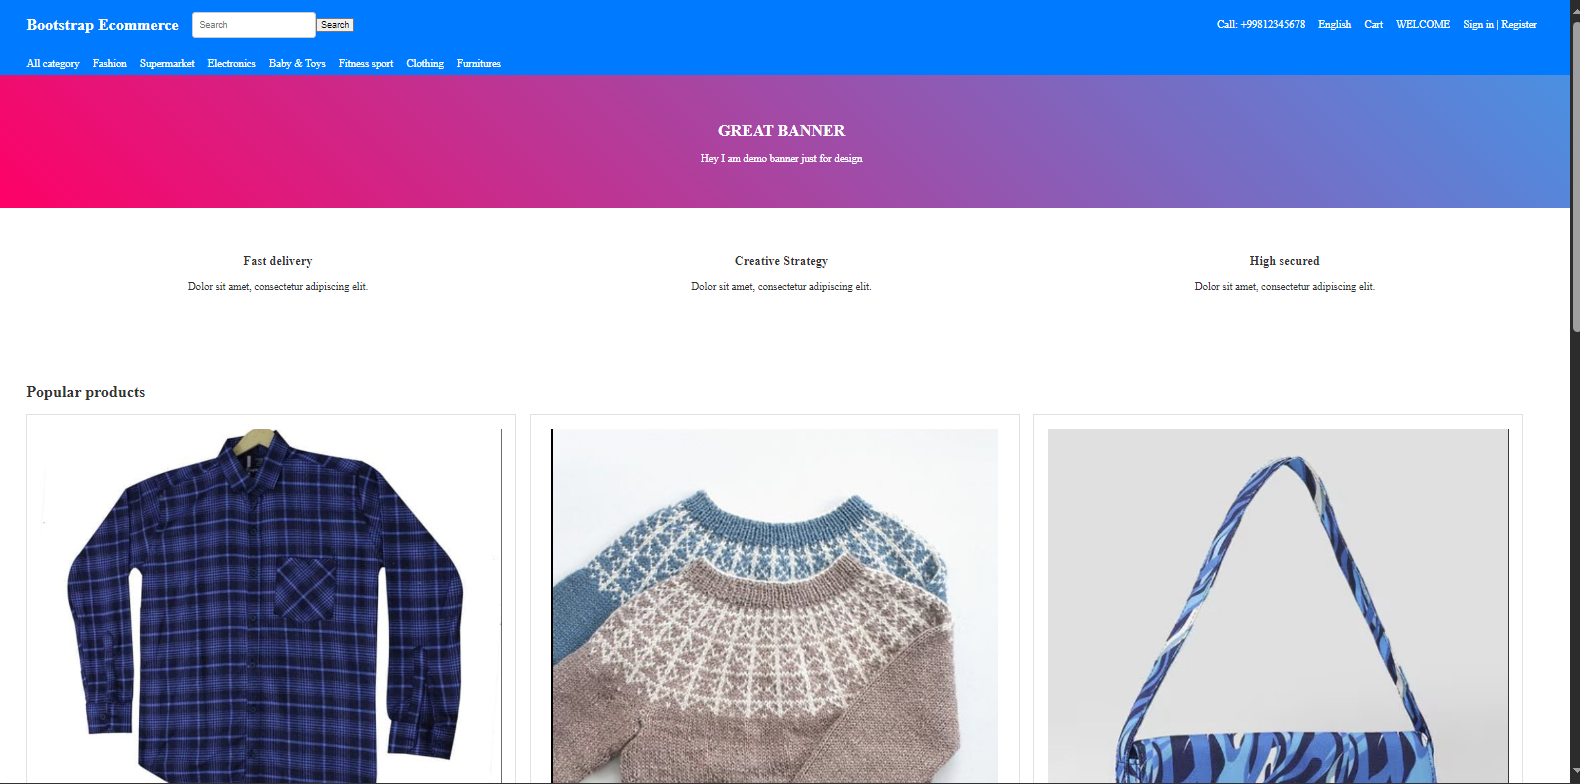 Bootstrap Ecommerce Search Search Call: +99812345678 English Cart WELCOME Sign in | Register
All category Fashion Supermarket Electronics Baby & Toys Fitness sport Clothing Furnitures
GREAT BANNER
Hey I am demo banner just for design
Fast delivery
Dolor sit amet, consectetur adipiscing elit.
Creative Strategy
Dolor sit amet, consectetur adipiscing elit.
High secured
Dolor sit amet, consectetur adipiscing elit.
Popular products